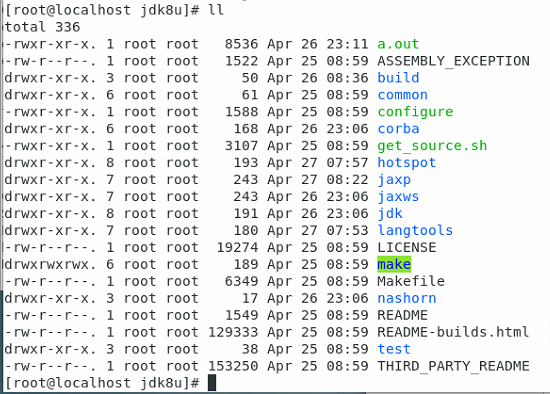 [root@localhost jdk8u]# ll
total 336
-rwxr-xr-x. 1 root root 8536 Apr 26 23:11 a.out
-rw-r--r--. 1 root root 1522 Apr 25 08:59 ASSEMBLY_EXCEPTION
drwxr-xr-x. 3 root root 50 Apr 26 08:36 build
drwxr-xr-x. 6 root root 61 Apr 25 08:59 common
-rwxr-xr-x. 1 root root 1588 Apr 25 08:59 configure
drwxr-xr-x. 6 root root 168 Apr 26 23:06 corba
-rwxr-xr-x. 1 root root 3107 Apr 25 08:59 get_source.sh
drwxr-xr-x. 8 root root 193 Apr 27 07:57 hotspot
drwxr-xr-x. 7 root root 243 Apr 27 08:22 jaxp
drwxr-xr-x. 7 root root 243 Apr 26 23:06 jaxws
drwxr-xr-x. 8 root root 191 Apr 26 23:06 jdk
drwxr-xr-x. 7 root root 180 Apr 27 07:53 langtools
-rw-r--r--. 1 root root 19274 Apr 25 08:59 LICENSE
drwxrwxrwx. 6 root root 189 Apr 25 08:59 make
-rw-r--r--. 1 root root 6349 Apr 25 08:59 Makefile
drwxr-xr-x. 3 root root 17 Apr 26 23:06 nashorn
-rw-r--r--. 1 root root 1549 Apr 25 08:59 README
-rw-r--r--. 1 root root 129333 Apr 25 08:59 README-builds.html
drwxr-xr-x. 3 root root 38 Apr 25 08:59 test
-rw-r--r--. 1 root root 153250 Apr 25 08:59 THIRD_PARTY_README
[root@localhost jdk8u]#